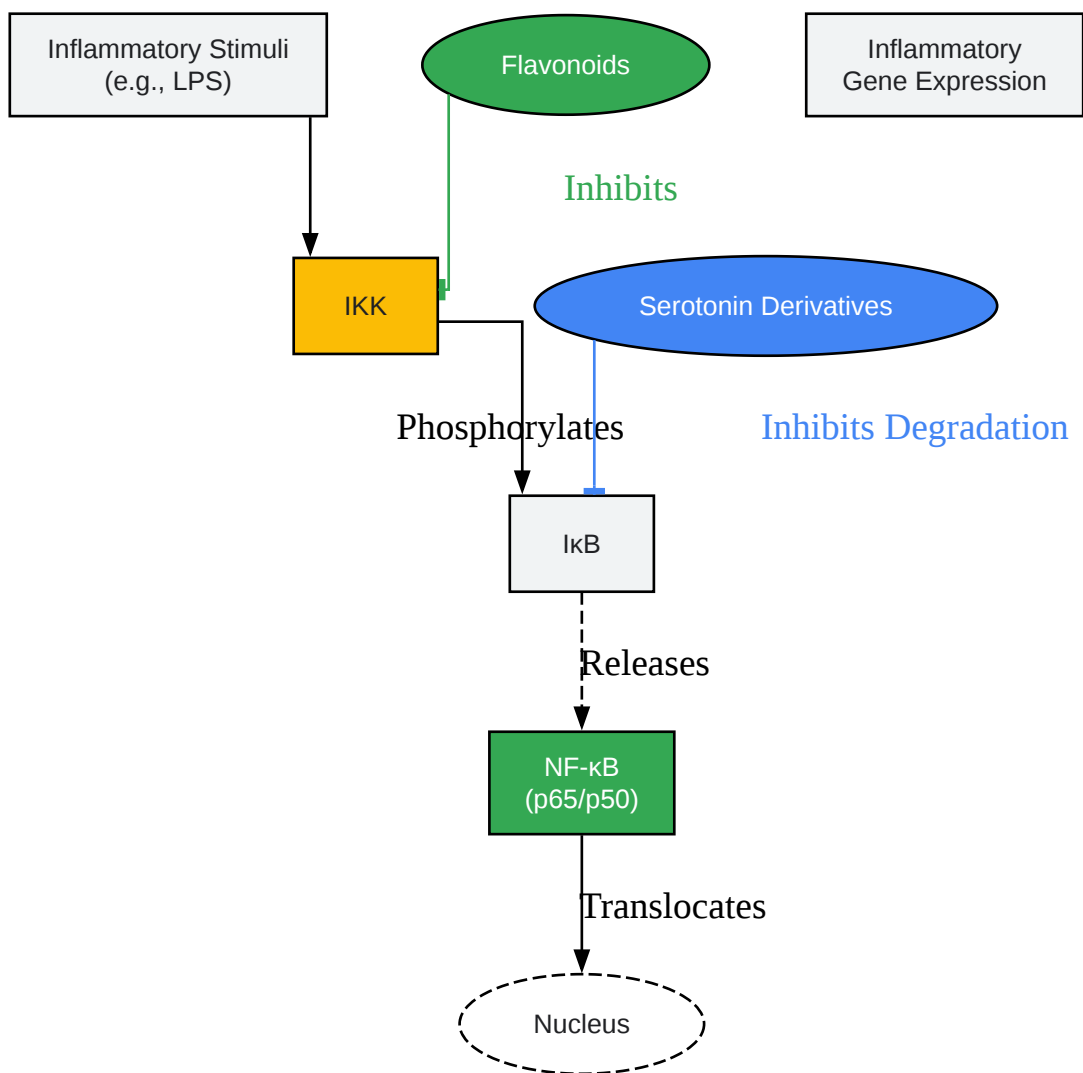 Inflammatory Stimuli
(e.g., LPS)
Flavonoids
Inflammatory
Gene Expression
Inhibits
IKK
Serotonin Derivatives
Phosphorylates
Inhibits Degradation
IκB
Releases
NF-κB
(p65/p50)
Translocates
Nucleus